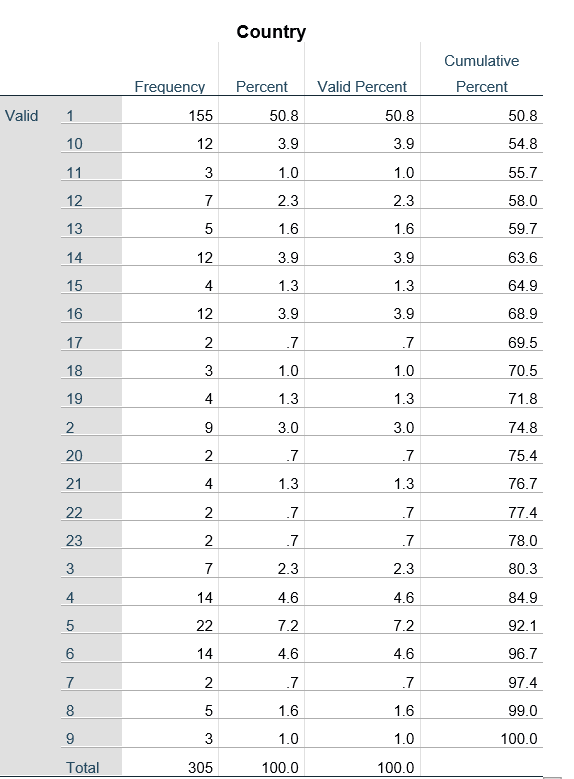 Country
Frequency Percent Valid Percent Cumulative Percent
Valid 1 155 50.8 50.8 50.8
10 12 3.9 3.9 54.8
11 3 1.0 1.0 55.7
12 7 2.3 2.3 58.0
13 5 1.6 1.6 59.7
14 12 3.9 3.9 63.6
15 4 1.3 1.3 64.9
16 12 3.9 3.9 68.9
17 2 .7 .7 69.5
18 3 1.0 1.0 70.5
19 4 1.3 1.3 71.8
2 9 3.0 3.0 74.8
20 2 .7 .7 75.4
21 4 1.3 1.3 76.7
22 2 .7 .7 77.4
23 2 .7 .7 78.0
3 7 2.3 2.3 80.3
4 14 4.6 4.6 84.9
5 22 7.2 7.2 92.1
6 14 4.6 4.6 96.7
7 2 .7 .7 97.4
8 5 1.6 1.6 99.0
9 3 1.0 1.0 100.0
Total 305 100.0 100.0